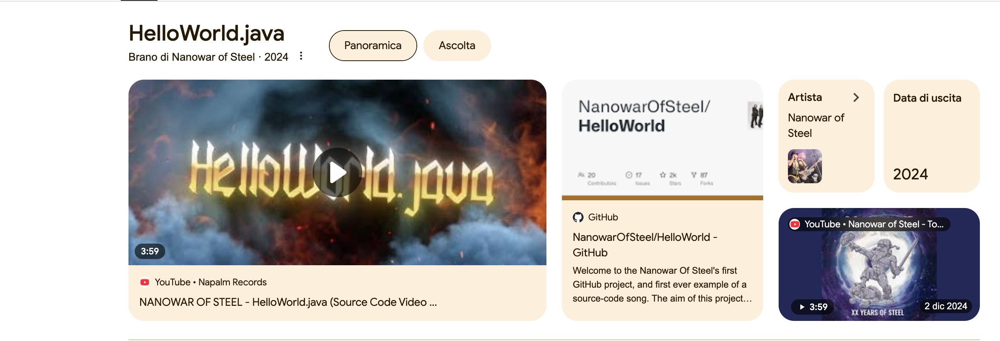 HelloWorld.java
Brano di Nanowar of Steel · 2024
Panoramica
Ascolta
HelloWorld.java
3:59
YouTube • Napalm Records
NANOWAR OF STEEL - HelloWorld.java (Source Code Video ...
NanowarOfSteel/
HelloWorld
20
Contributors
17
Issues
2k
Stars
87
Forks
GitHub
NanowarOfSteel/HelloWorld -
GitHub
Welcome to the Nanowar Of Steel's first
GitHub project, and first ever example of a
source-code song. The aim of this project…
Artista
Nanowar of
Steel
Data di uscita
2024
YouTube • Nanowar of Steel - To...
3:59
2 dic 2024
XX YEARS OF STEEL